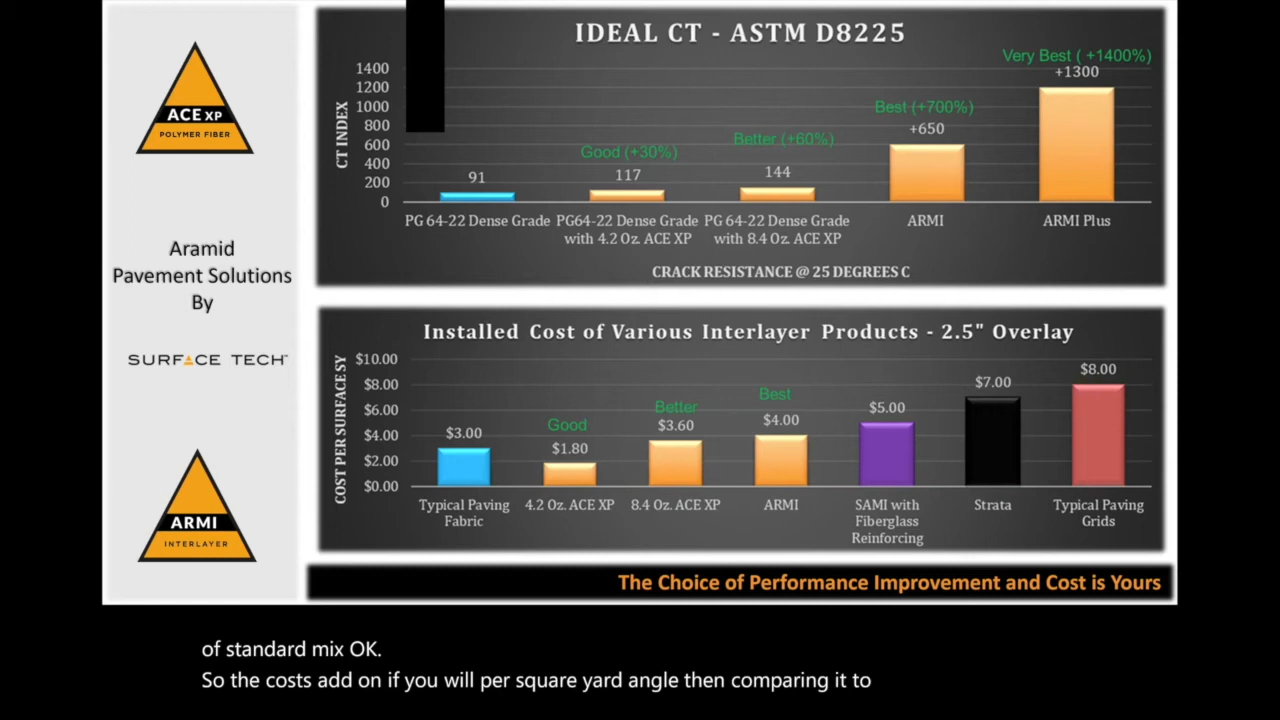 ACE XP
POLYMER FIBER
Aramid
Pavement Solutions
By
SURFACE TECH
ARMI
INTERLAYER
IDEAL CT - ASTM D8225
CT INDEX
1400
1200
1000
800
600
400
200
0
91
Good (+30%)
117
Better (+60%)
144
Best (+700%)
+650
Very Best ( +1400%)
+1300
PG 64-22 Dense Grade
PG64-22 Dense Grade
with 4.2 Oz. ACE XP
PG 64-22 Dense Grade
with 8.4 Oz. ACE XP
ARMI
ARMI Plus
CRACK RESISTANCE @ 25 DEGREES C
Installed Cost of Various Interlayer Products - 2.5" Overlay
COST PER SURFACE SY
$10.00
$8.00
$6.00
$4.00
$2.00
$0.00
$3.00
Good
$1.80
Better
$3.60
Best
$4.00
$5.00
$7.00
$8.00
Typical Paving
Fabric
4.2 Oz. ACE XP
8.4 Oz. ACE XP
ARMI
SAMI with
Fiberglass
Reinforcing
Strata
Typical Paving
Grids
The Choice of Performance Improvement and Cost is Yours
of standard mix OK.
So the costs add on if you will per square yard angle then comparing it to